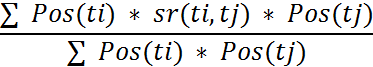 ∑ Pos(ti) * sr(ti, tj) * Pos(tj)
∑ Pos(ti) * Pos(tj)